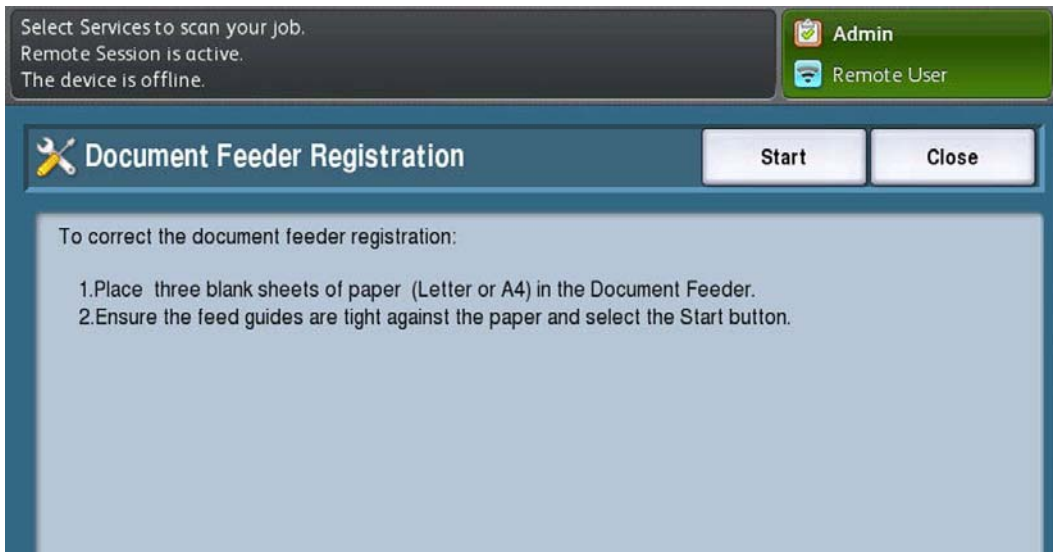 Select Services to scan your job.
Remote Session is active.
The device is offline.
Admin
Remote User
Document Feeder Registration
Start
Close
To correct the document feeder registration:
1.Place  three blank sheets of paper  (Letter or A4) in the Document Feeder.
2.Ensure the feed guides are tight against the paper and select the Start button.